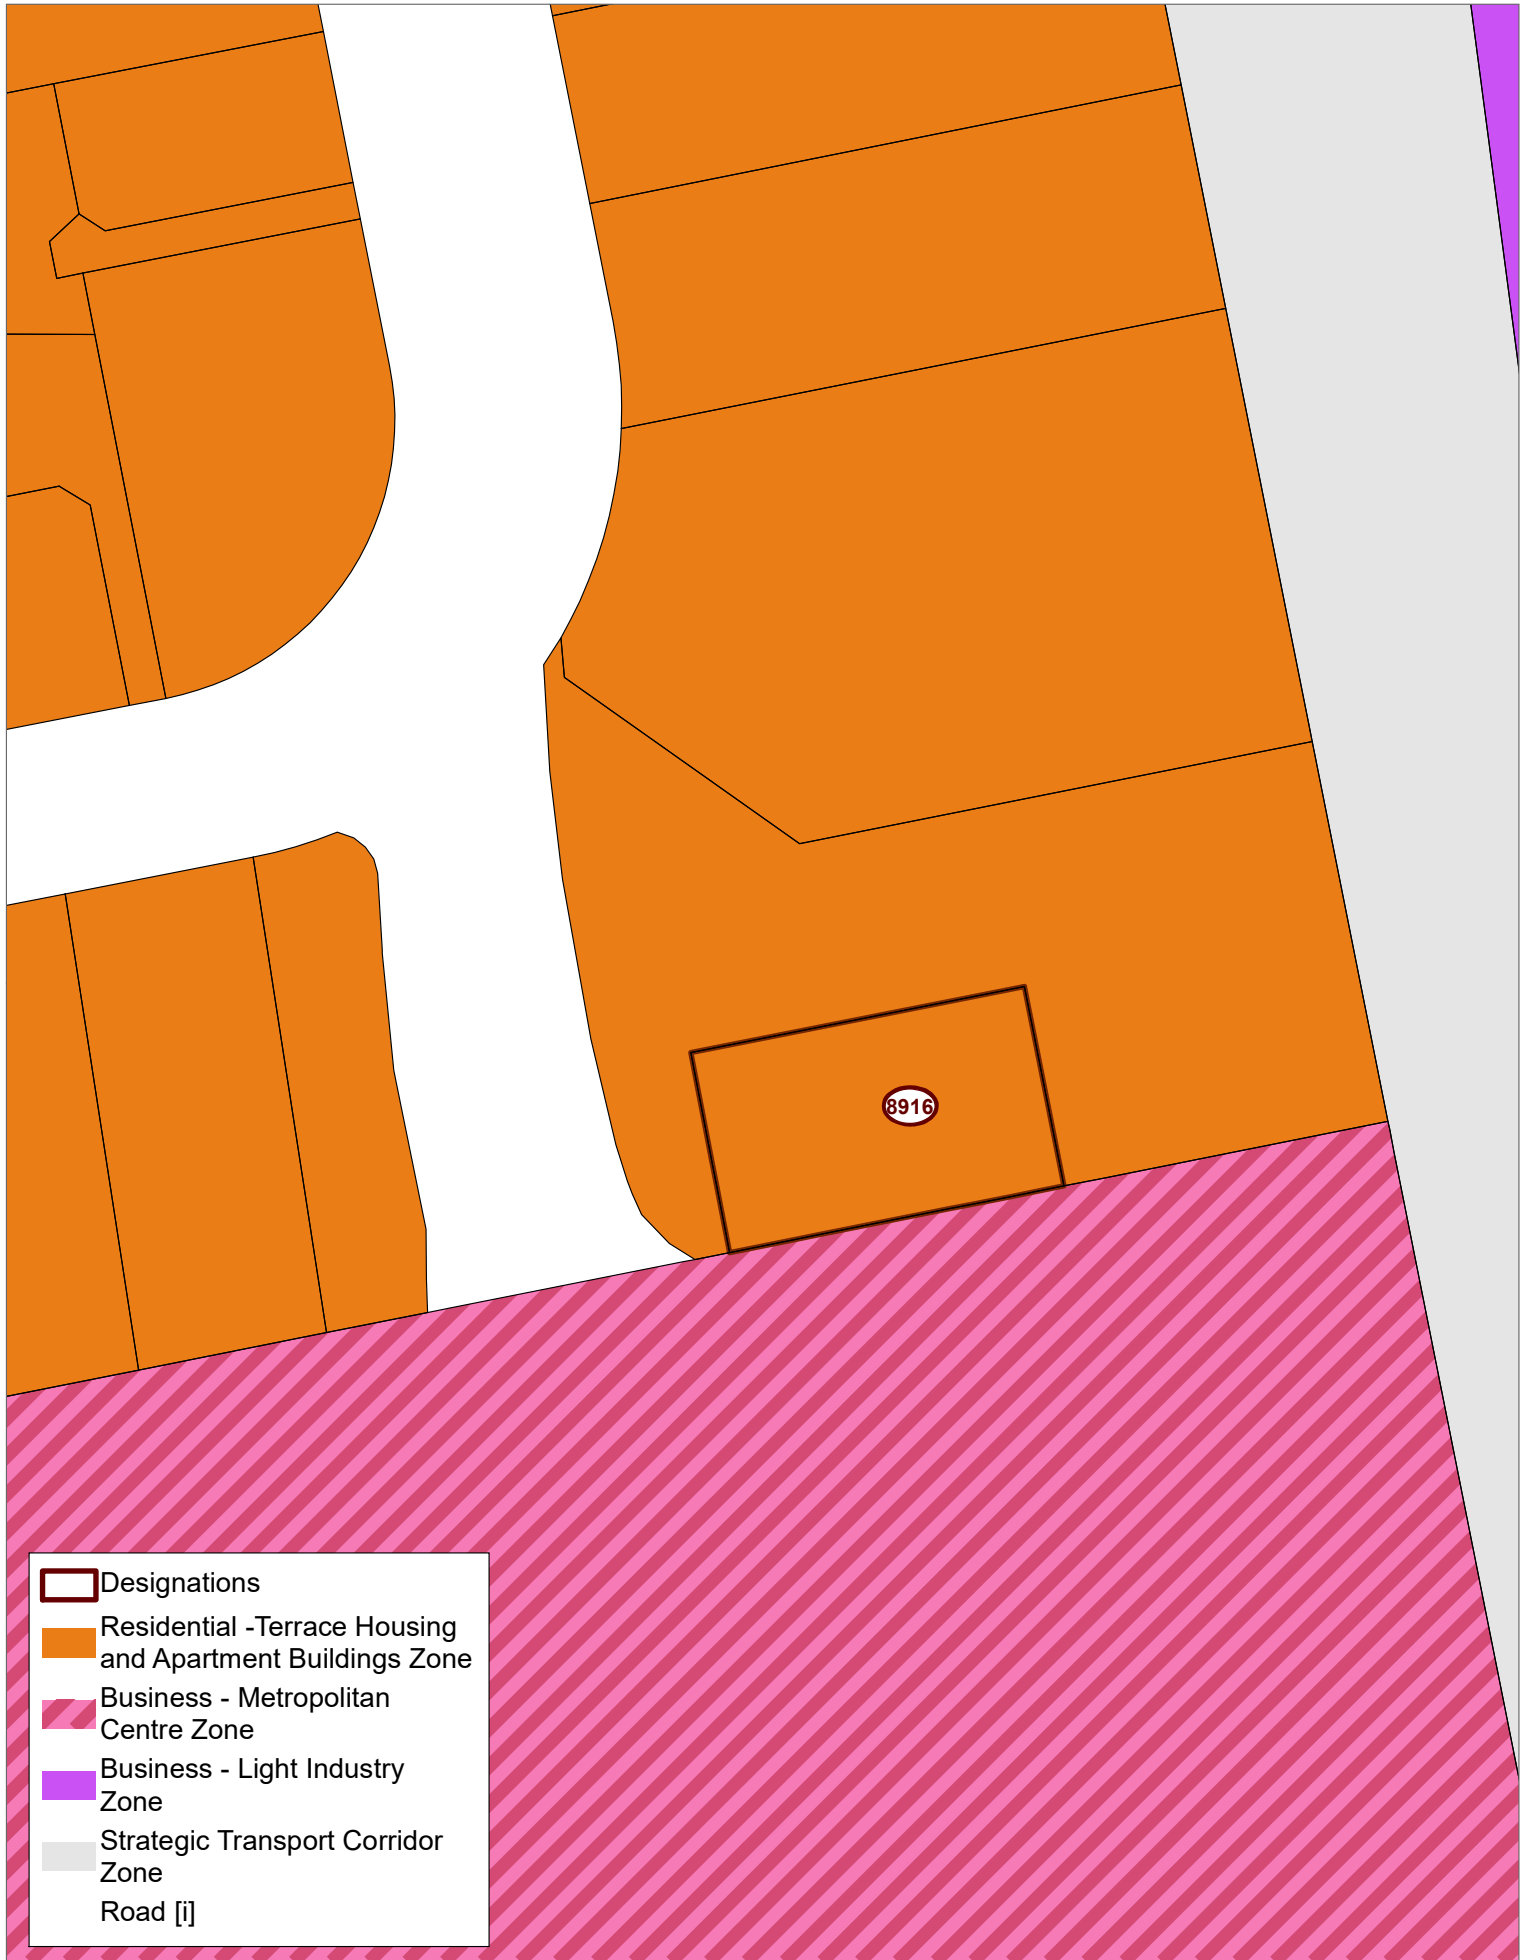 8916
Designations
Residential -Terrace Housing
and Apartment Buildings Zone
Business - Metropolitan
Centre Zone
Business - Light Industry
Zone
Strategic Transport Corridor
Zone
Road [i]